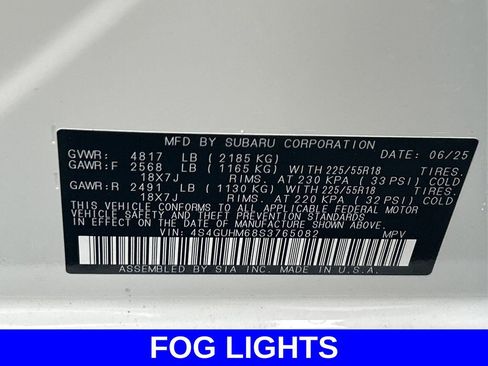 MFD BY SUBARU CORPORATION
GVWR: 4817 LB (2185 KG) DATE: 06/25
GAWR:F 2568 LB (1165 KG) WITH 225/55R18 TIRES.
18X7J RIMS. AT 230 KPA (33 PSI) COLD
GAWR:R 2491 LB (1130 KG) WITH 225/55R18 TIRES.
18X7J RIMS. AT 220 KPA (32 PSI) COLD
THIS VEHICLE CONFORMS TO ALL APPLICABLE FEDERAL MOTOR
VEHICLE SAFETY, BUMPER, AND THEFT PREVENTION STANDARDS
IN EFFECT ON THE DATE OF MANUFACTURE SHOWN ABOVE.
VIN: 4S4GUHM68S3765082 MPV
ASSEMBLED BY SIA INC. MADE IN U.S.A.
FOG LIGHTS